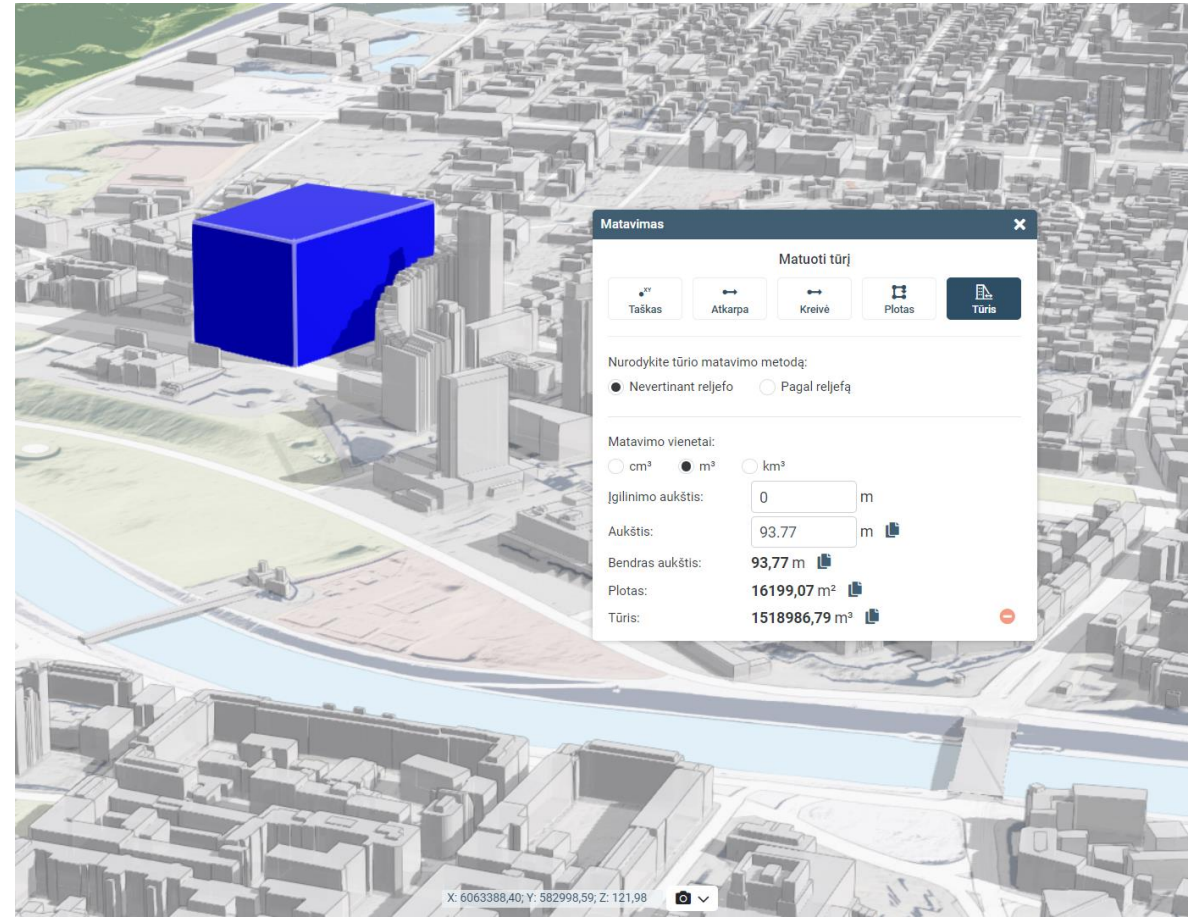 Matavimas
Matuoti tūrį
XY
Taškas Atkarpa Kreivė Plotas Tūris
Nurodykite tūrio matavimo metodą:
Nevertinant reljefo Pagal reljefą
Matavimo vienetai:
cm³ m³ km³
Įgilinimo aukštis: 0 m
Aukštis: 93.77 m
Bendras aukštis: 93,77 m
Plotas: 16199,07 m²
Tūris: 1518986,79 m³
X: 6063388,40; Y: 582998,59; Z: 121,98